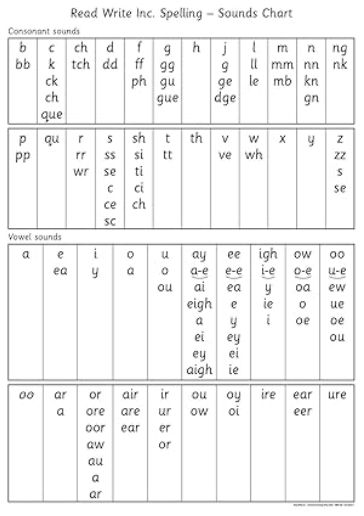 Read Write Inc. Spelling – Sounds Chart
Consonant sounds
b c ch d f g h j l m n ng
bb k tch dd ff gg g ll mm nn nk
ck ph gu ge le mb kn
ch gue dge gn
que
p qu r s sh t th v w x y z
pp rr ss si tt ve wh zz
wr se ti s
c ci se
ce ch
sc
Vowel sounds
a e i o u ay ee igh ow oo
ea y a o a-e e-e i-e o-e u-e
ou ai ea y oa ew
eigh e ie o ue
a y i oe oe
ei ey ou
ey ei
aigh ie
oo ar or air ir ou oy ire ear ure
a ore are ur ow oi eer
oor ear er
aw or
au
a
ar